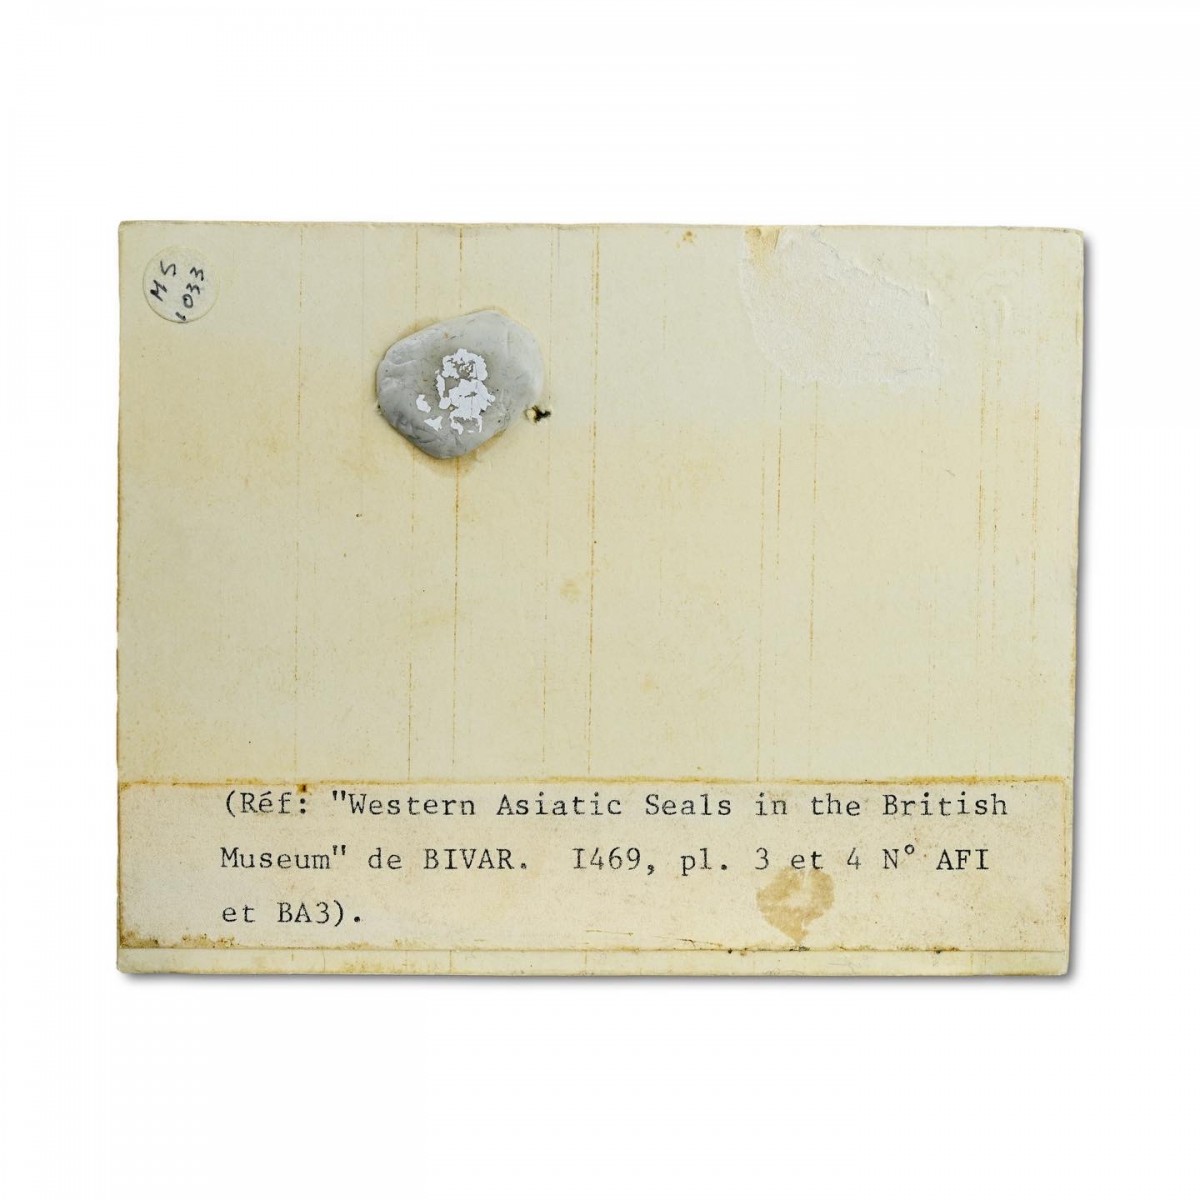 MS
1033
(Réf: "Western Asiatic Seals in the British
Museum" de BIVAR. I469, pl. 3 et 4 N° AFI
et BA3).